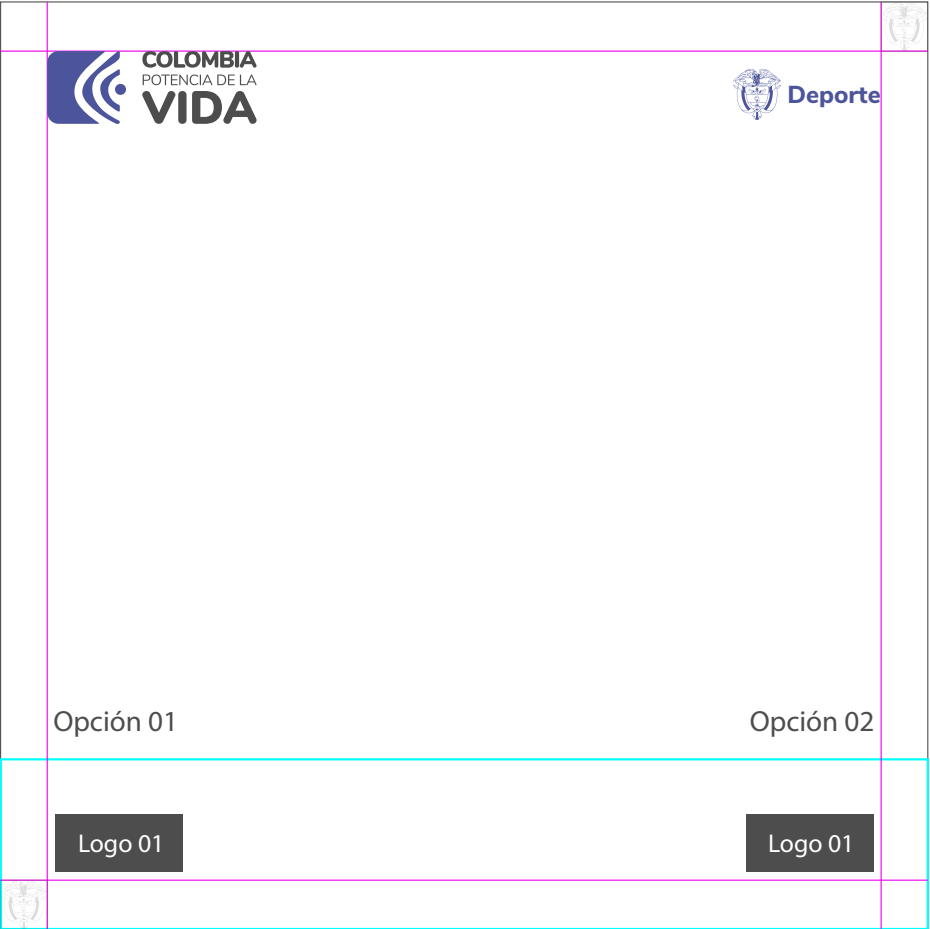 COLOMBIA
POTENCIA DE LA
VIDA
Deporte
Opción 01
Opción 02
Logo 01
Logo 01